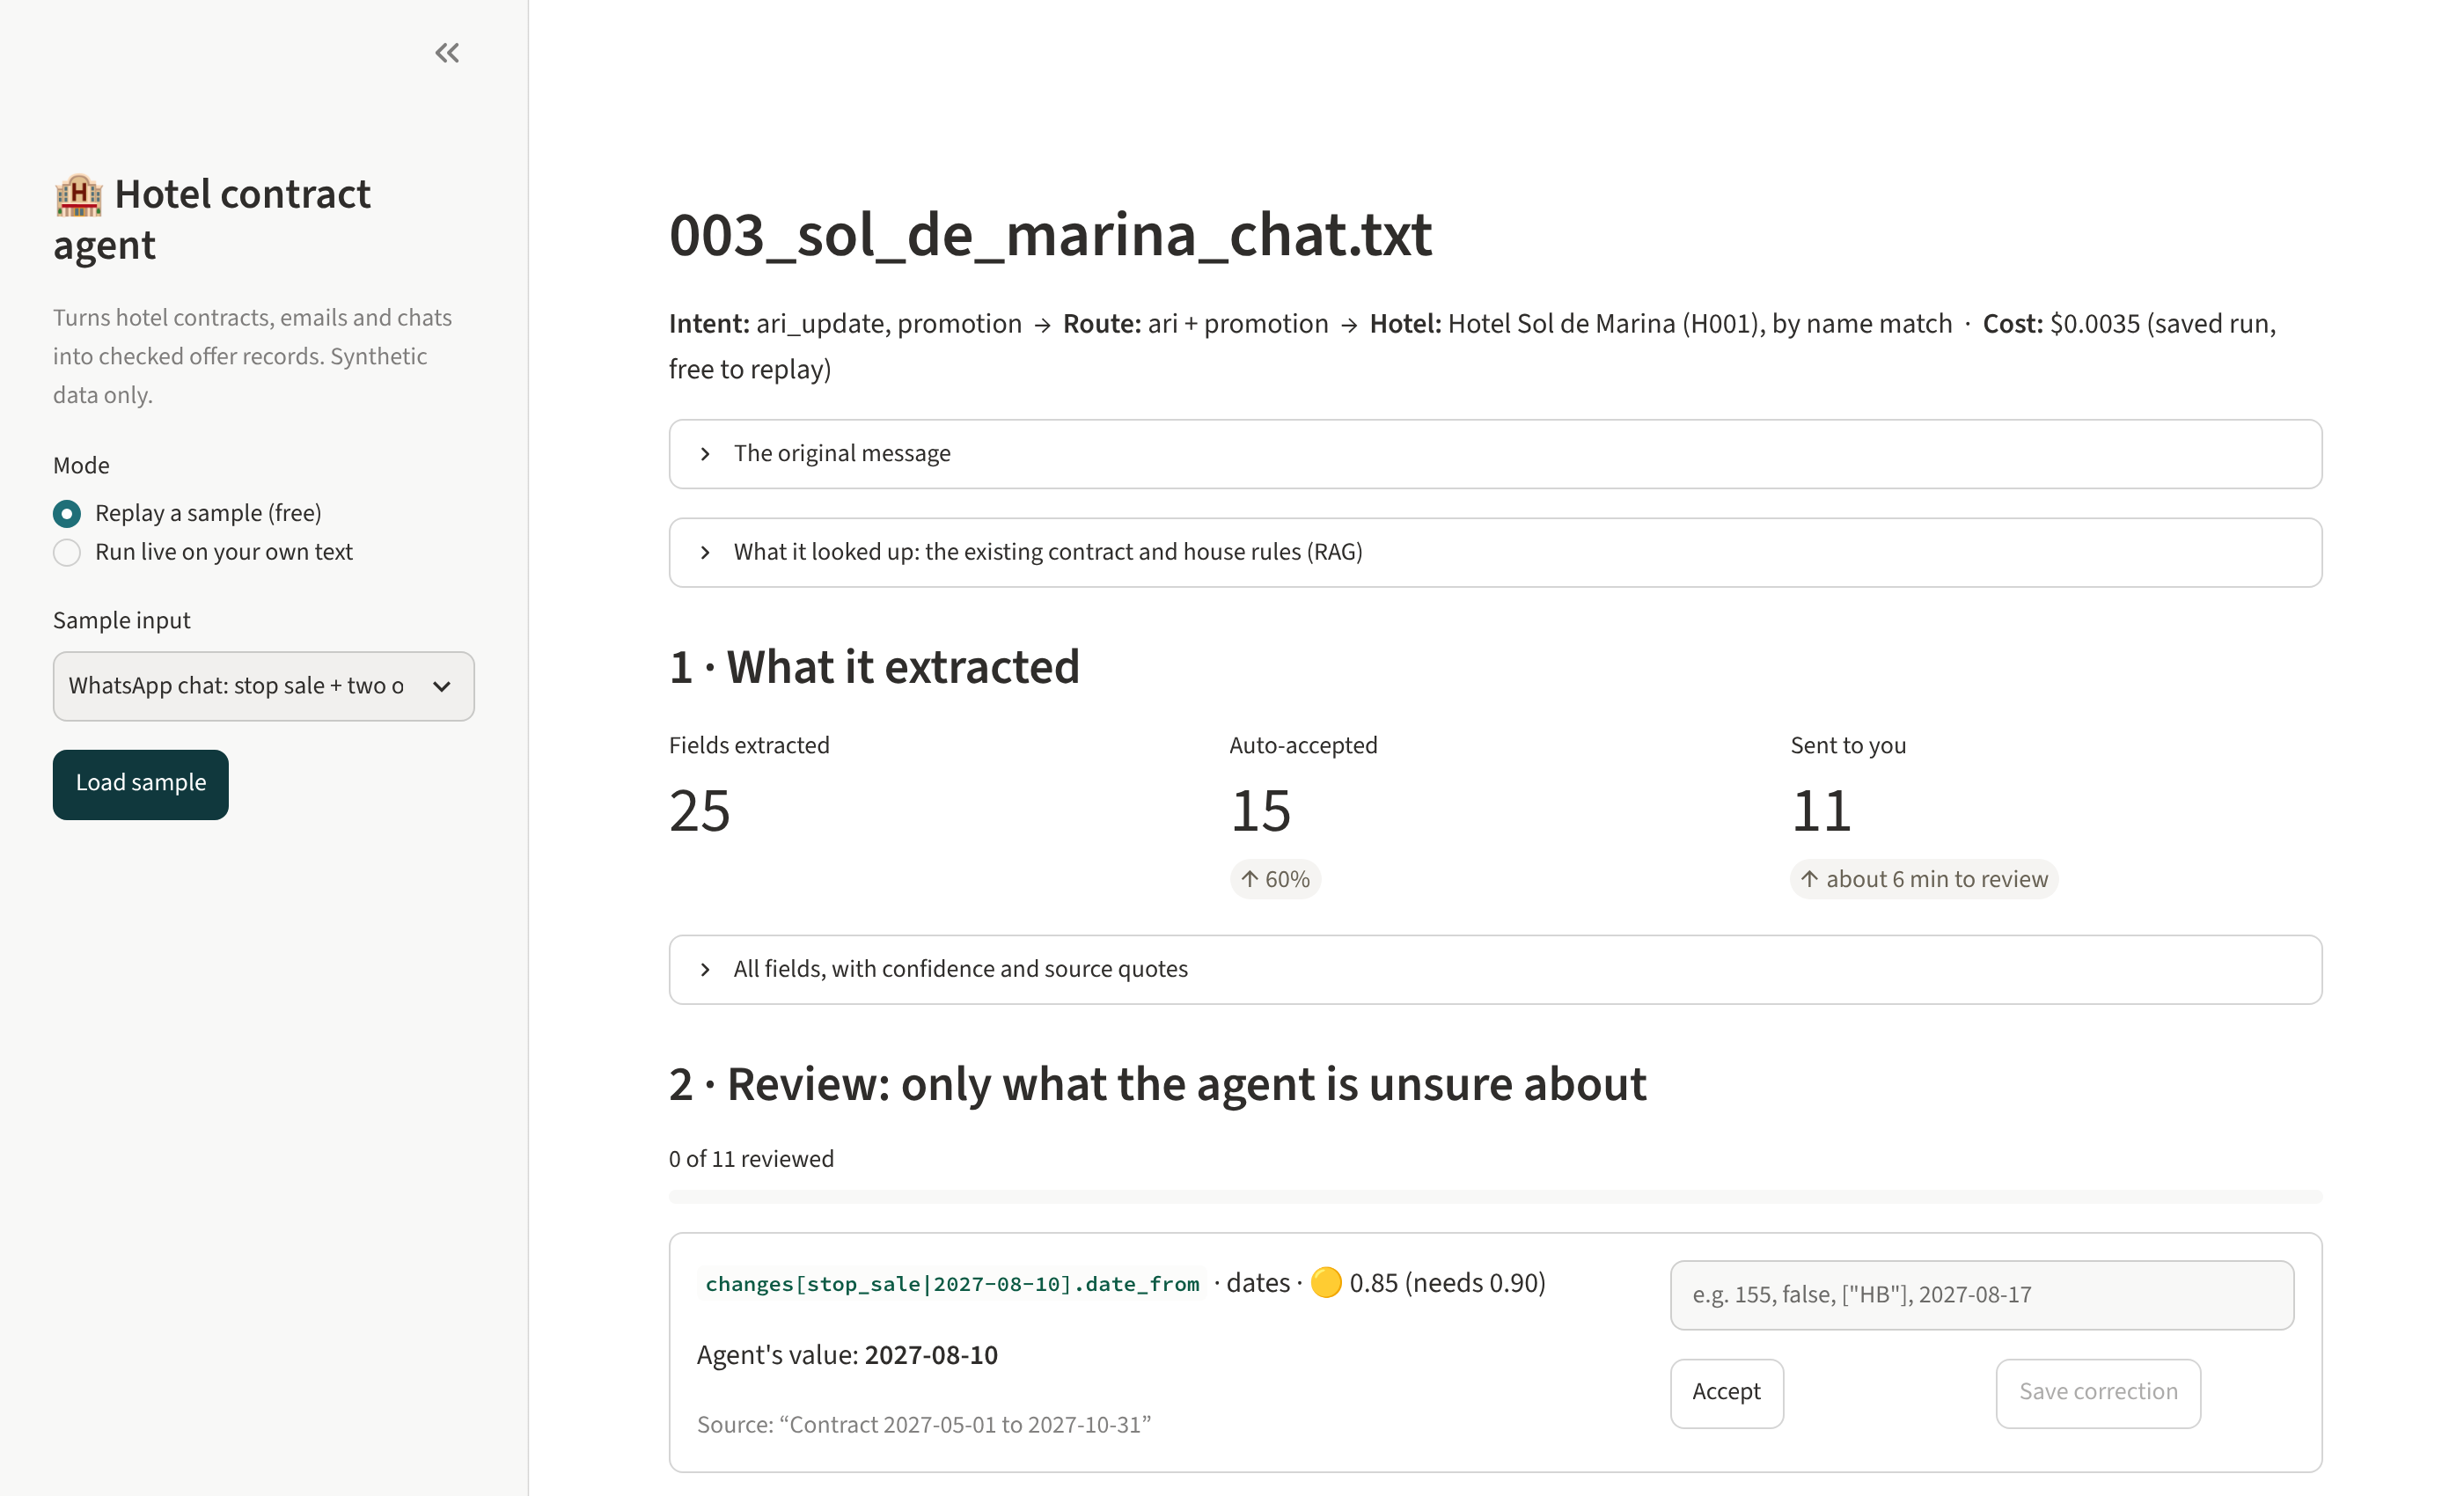 🏨 Hotel contract
agent
Turns hotel contracts, emails and chats
into checked offer records. Synthetic
data only.
Mode
Replay a sample (free)
Run live on your own text
Sample input
WhatsApp chat: stop sale + two o
Load sample
003_sol_de_marina_chat.txt
Intent: ari_update, promotion → Route: ari + promotion → Hotel: Hotel Sol de Marina (H001), by name match · Cost: $0.0035 (saved run,
free to replay)
The original message
What it looked up: the existing contract and house rules (RAG)
1 · What it extracted
Fields extracted
25
Auto-accepted
15
↑ 60%
Sent to you
11
↑ about 6 min to review
All fields, with confidence and source quotes
2 · Review: only what the agent is unsure about
0 of 11 reviewed
changes[stop_sale|2027-08-10].date_from · dates · 🟡 0.85 (needs 0.90)
Agent's value: 2027-08-10
Source: “Contract 2027-05-01 to 2027-10-31”
e.g. 155, false, ["HB"], 2027-08-17
Accept
Save correction